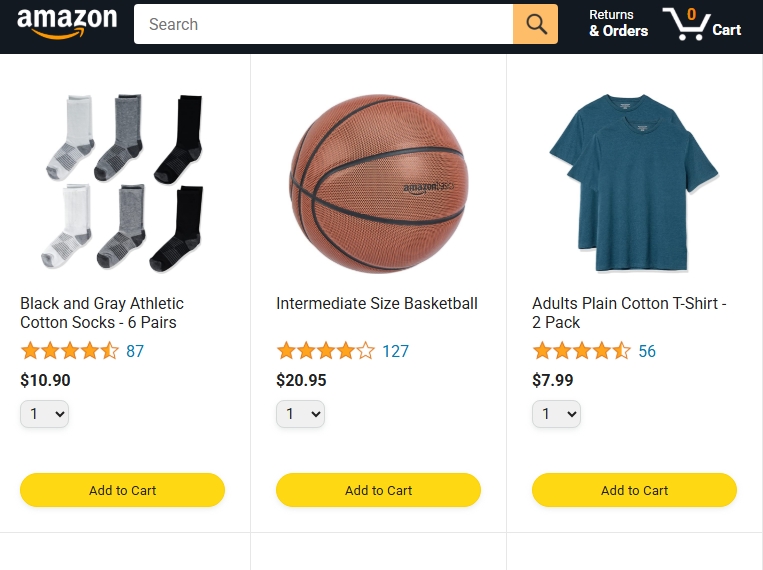 amazon
Search
Returns
& Orders
0
Cart
amazon
Black and Gray Athletic
Cotton Socks - 6 Pairs
87
$10.90
1
Add to Cart
Intermediate Size Basketball
127
$20.95
1
Add to Cart
Adults Plain Cotton T-Shirt -
2 Pack
56
$7.99
1
Add to Cart